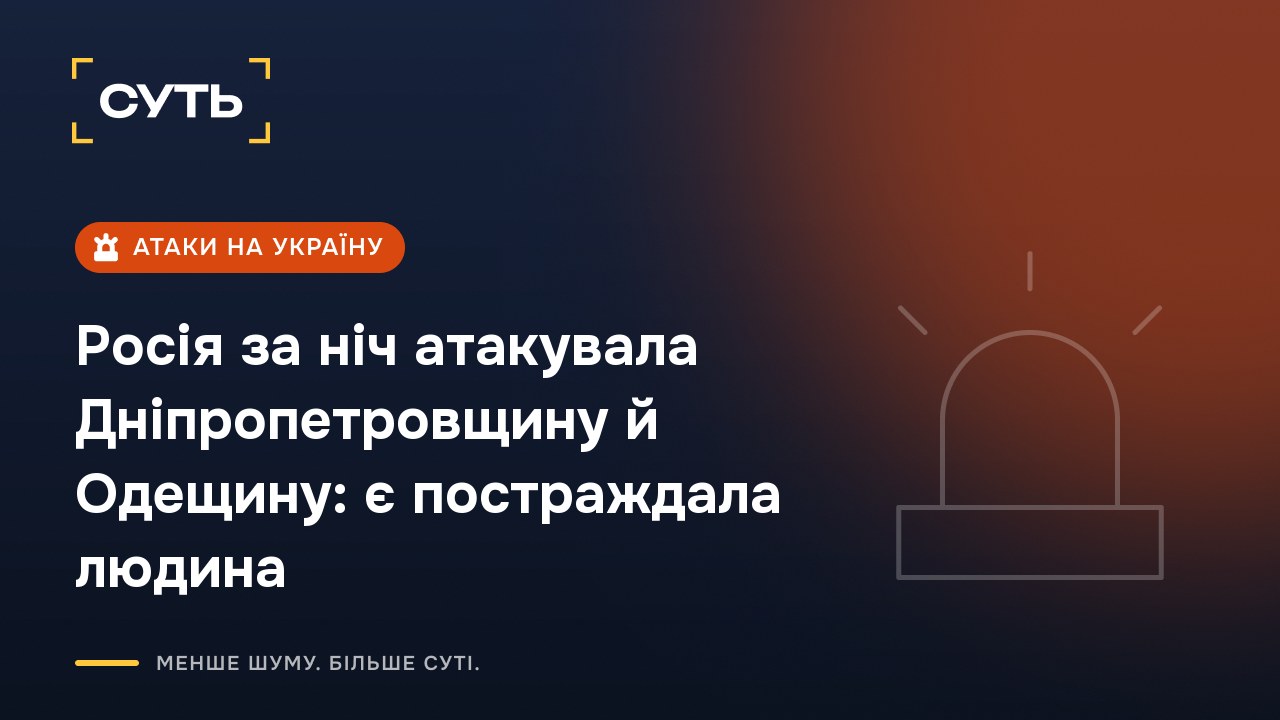 СУТЬ
АТАКИ НА УКРАЇНУ
Росія за ніч атакувала
Дніпропетровщину й
Одещину: є постраждала
людина
МЕНШЕ ШУМУ. БІЛЬШЕ СУТІ.